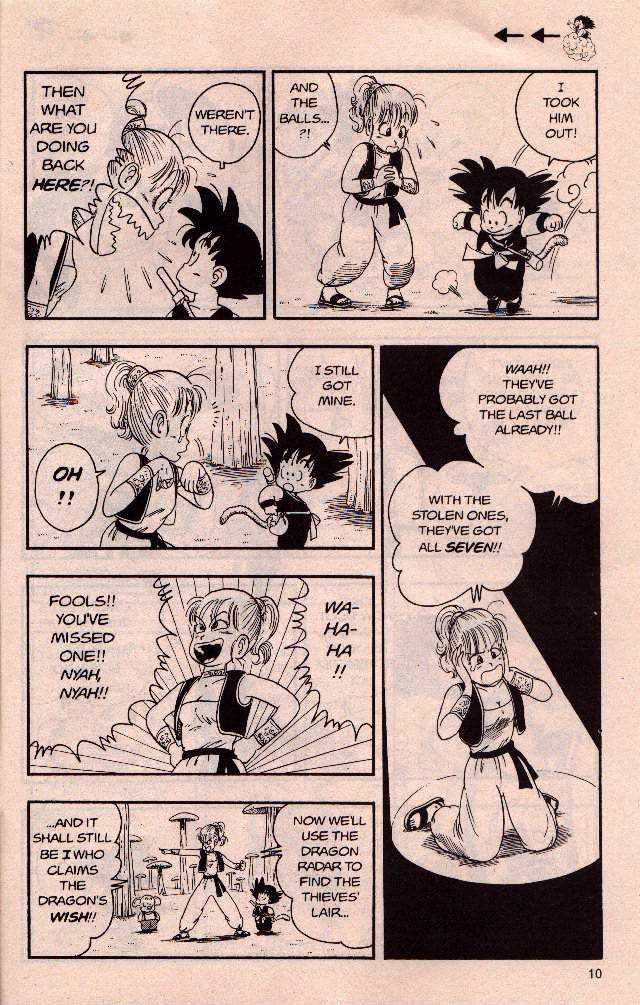 I
TOOK
HIM
OUT!
AND
THE
BALLS...
?!
WEREN'T
THERE.
THEN
WHAT
ARE YOU
DOING
BACK
HERE?!
WAAH!!
THEY'VE
PROBABLY GOT
THE LAST BALL
ALREADY!!
WITH THE
STOLEN ONES,
THEY'VE GOT
ALL SEVEN!!
I STILL
GOT
MINE.
OH
!!
WA-
HA-
HA
!!
FOOLS!!
YOU'VE
MISSED
ONE!!
NYAH,
NYAH!!
NOW WE'LL
USE THE
DRAGON
RADAR TO
FIND THE
THIEVES'
LAIR...
...AND IT
SHALL STILL
BE I WHO
CLAIMS
THE
DRAGON'S
WISH!!
10